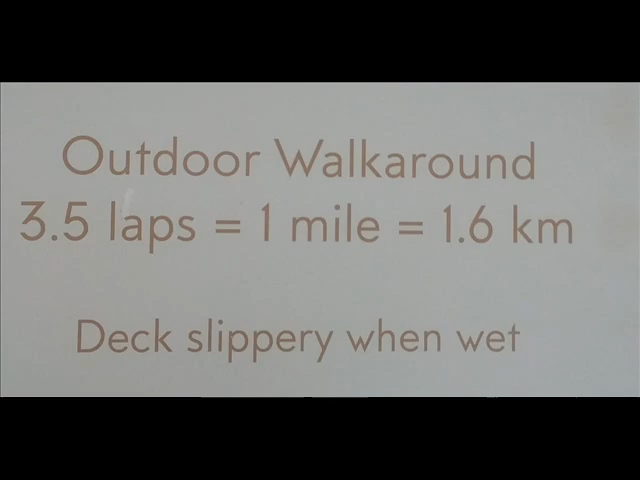 Outdoor Walkaround
3.5 laps = 1 mile = 1.6 km
Deck slippery when wet